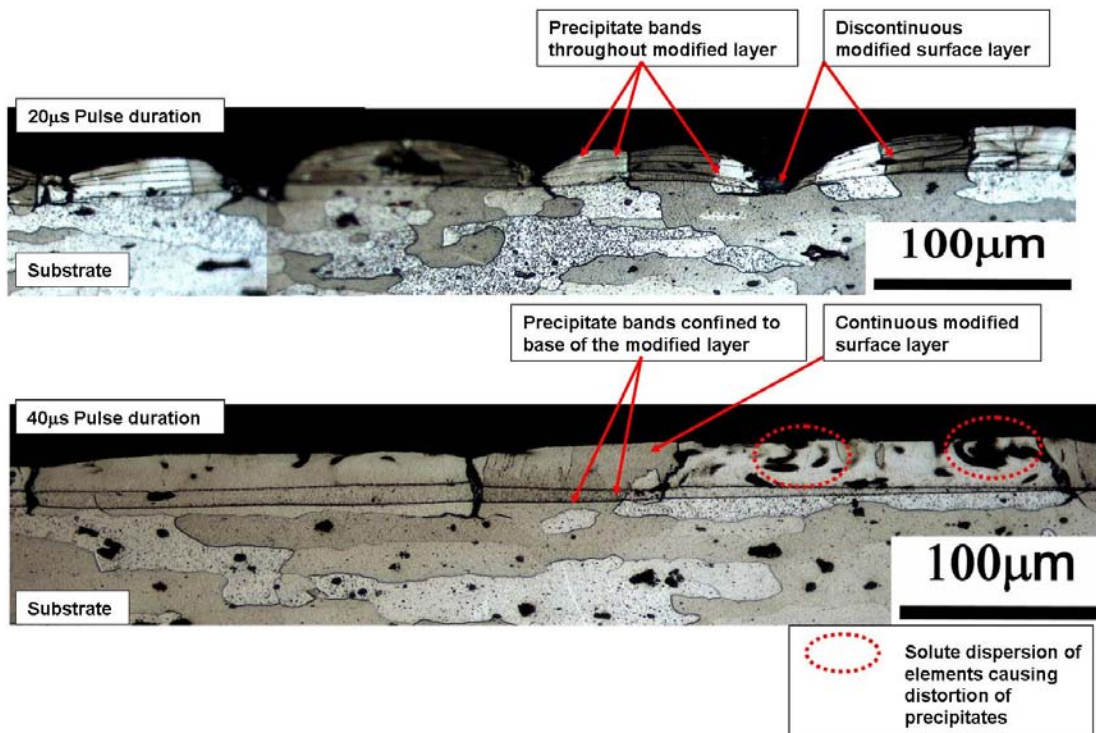 Precipitate bands
throughout modified layer
Discontinuous
modified surface layer
20µs Pulse duration
Substrate
100µm
Precipitate bands confined to
base of the modified layer
Continuous modified
surface layer
40µs Pulse duration
Substrate
100µm
Solute dispersion of
elements causing
distortion of
precipitates